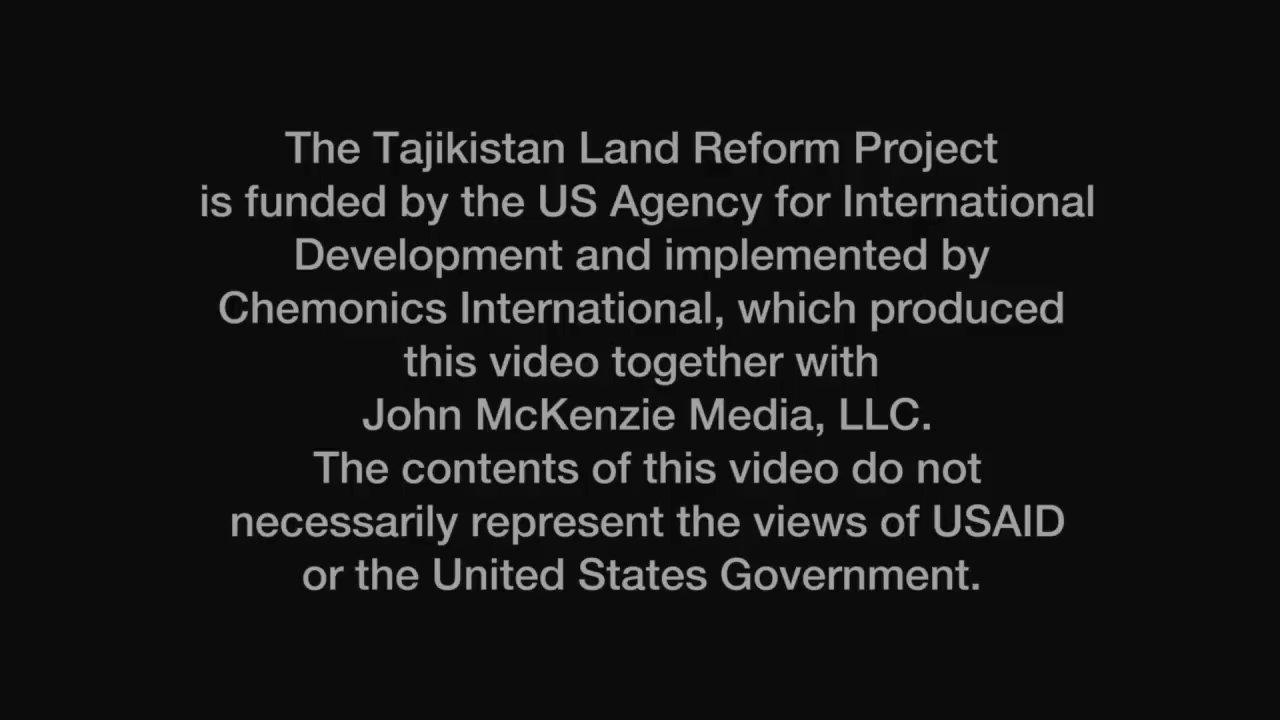 The Tajikistan Land Reform Project
is funded by the US Agency for International
Development and implemented by
Chemonics International, which produced
this video together with
John McKenzie Media, LLC.
The contents of this video do not
necessarily represent the views of USAID
or the United States Government.